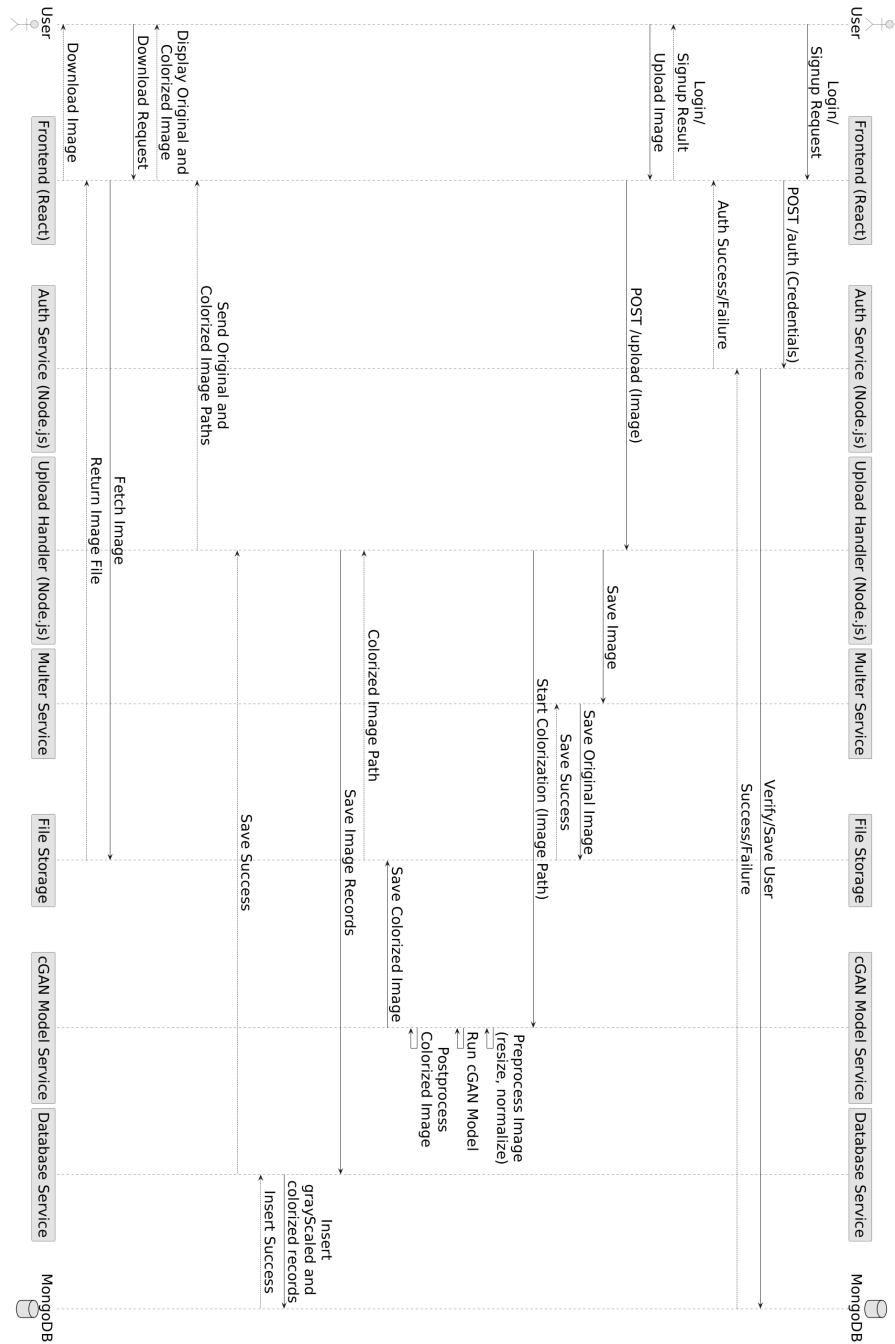 User
Frontend (React)
Auth Service (Node.js)
Upload Handler (Node.js)
Multer Service
File Storage
cGAN Model Service
Database Service
MongoDB
Login/
Signup Request
POST /auth (Credentials)
Verify/Save User
Success/Failure
Auth Success/Failure
Login/
Signup Result
Upload Image
POST /upload (Image)
Save Image
Save Original Image
Save Success
Start Colorization (Image Path)
Preprocess Image
(resize, normalize)
Run cGAN Model
Postprocess
Colorized Image
Save Colorized Image
Colorized Image Path
Save Image Records
Insert
grayScaled and
colorized records
Insert Success
Save Success
Send Original and
Colorized Image Paths
Display Original and
Colorized Image
Download Request
Fetch Image
Return Image File
Download Image
User
Frontend (React)
Auth Service (Node.js)
Upload Handler (Node.js)
Multer Service
File Storage
cGAN Model Service
Database Service
MongoDB